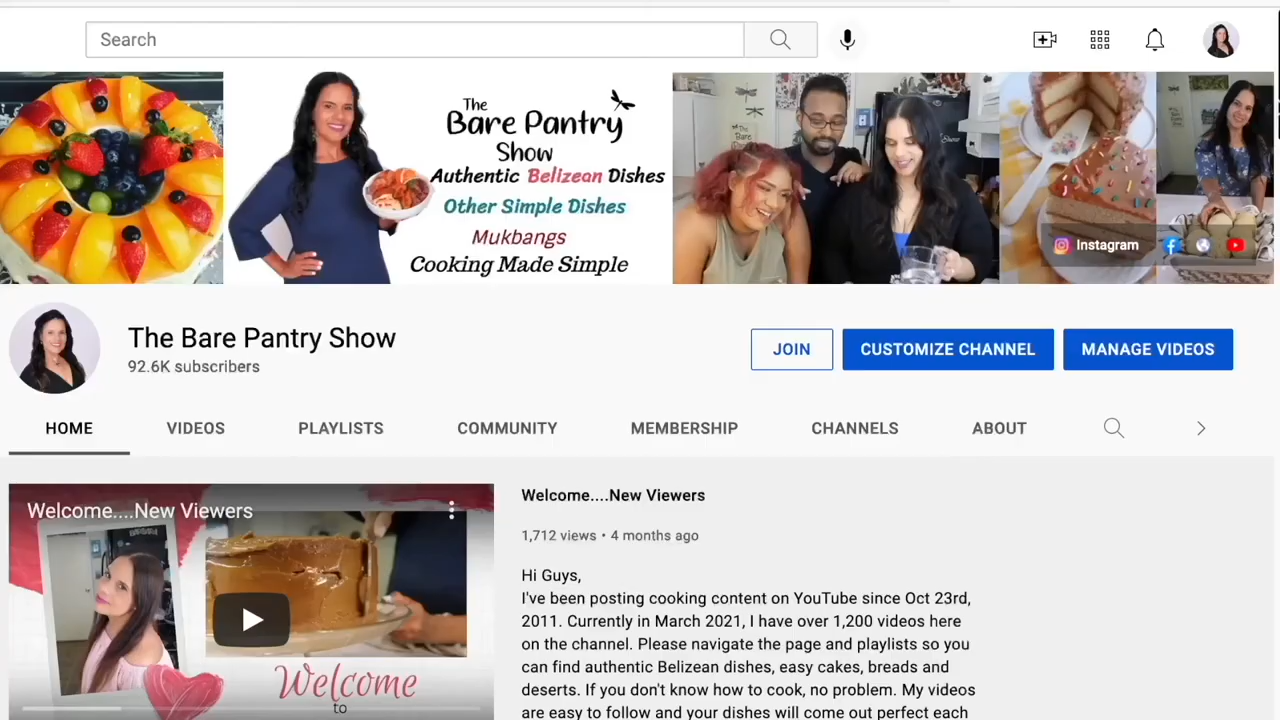 Search
The
Bare Pantry
Show
Authentic Belizean Dishes
Other Simple Dishes
Mukbangs
Cooking Made Simple
Instagram
The Bare Pantry Show
92.6K subscribers
JOIN
CUSTOMIZE CHANNEL
MANAGE VIDEOS
HOME
VIDEOS
PLAYLISTS
COMMUNITY
MEMBERSHIP
CHANNELS
ABOUT
Welcome....New Viewers
Welcome
to
Welcome....New Viewers
1,712 views • 4 months ago
Hi Guys,
I've been posting cooking content on YouTube since Oct 23rd,
2011. Currently in March 2021, I have over 1,200 videos here
on the channel. Please navigate the page and playlists so you
can find authentic Belizean dishes, easy cakes, breads and
deserts. If you don't know how to cook, no problem. My videos
are easy to follow and your dishes will come out perfect each